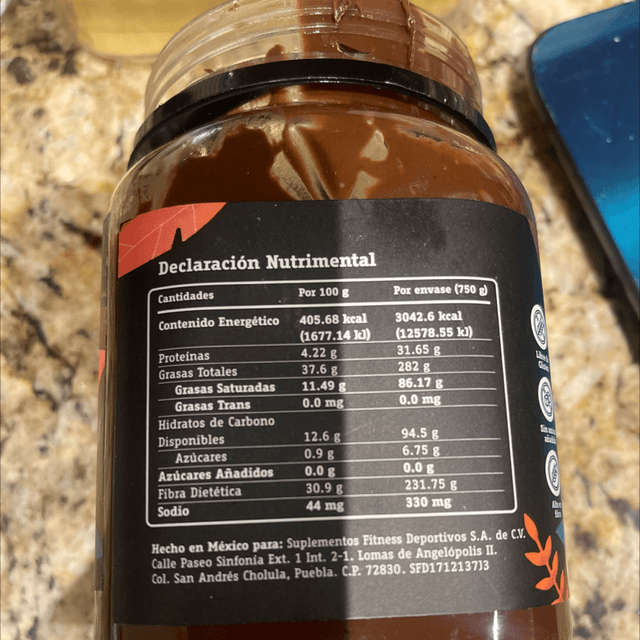 Declaración Nutrimental
Cantidades Por 100 g Por envase (750 g)
Contenido Energético 405.68 kcal 3042.6 kcal
(1677.14 kJ) (12578.55 kJ)
Proteínas 4.22 g 31.65 g
Grasas Totales 37.6 g 282 g
Grasas Saturadas 11.49 g 86.17 g
Grasas Trans 0.0 mg 0.0 mg
Hidratos de Carbono
Disponibles 12.6 g 94.5 g
Azúcares 0.9 g 6.75 g
Azúcares Añadidos 0.0 g 0.0 g
Fibra Dietética 30.9 g 231.75 g
Sodio 44 mg 330 mg
Hecho en México para: Suplementos Fitness Deportivos S.A. de C.V.
Calle Paseo Sinfonía Ext. 1 Int. 2-1. Lomas de Angelópolis II.
Col. San Andrés Cholula, Puebla. C.P. 72830. SFD1712137J3
Sin